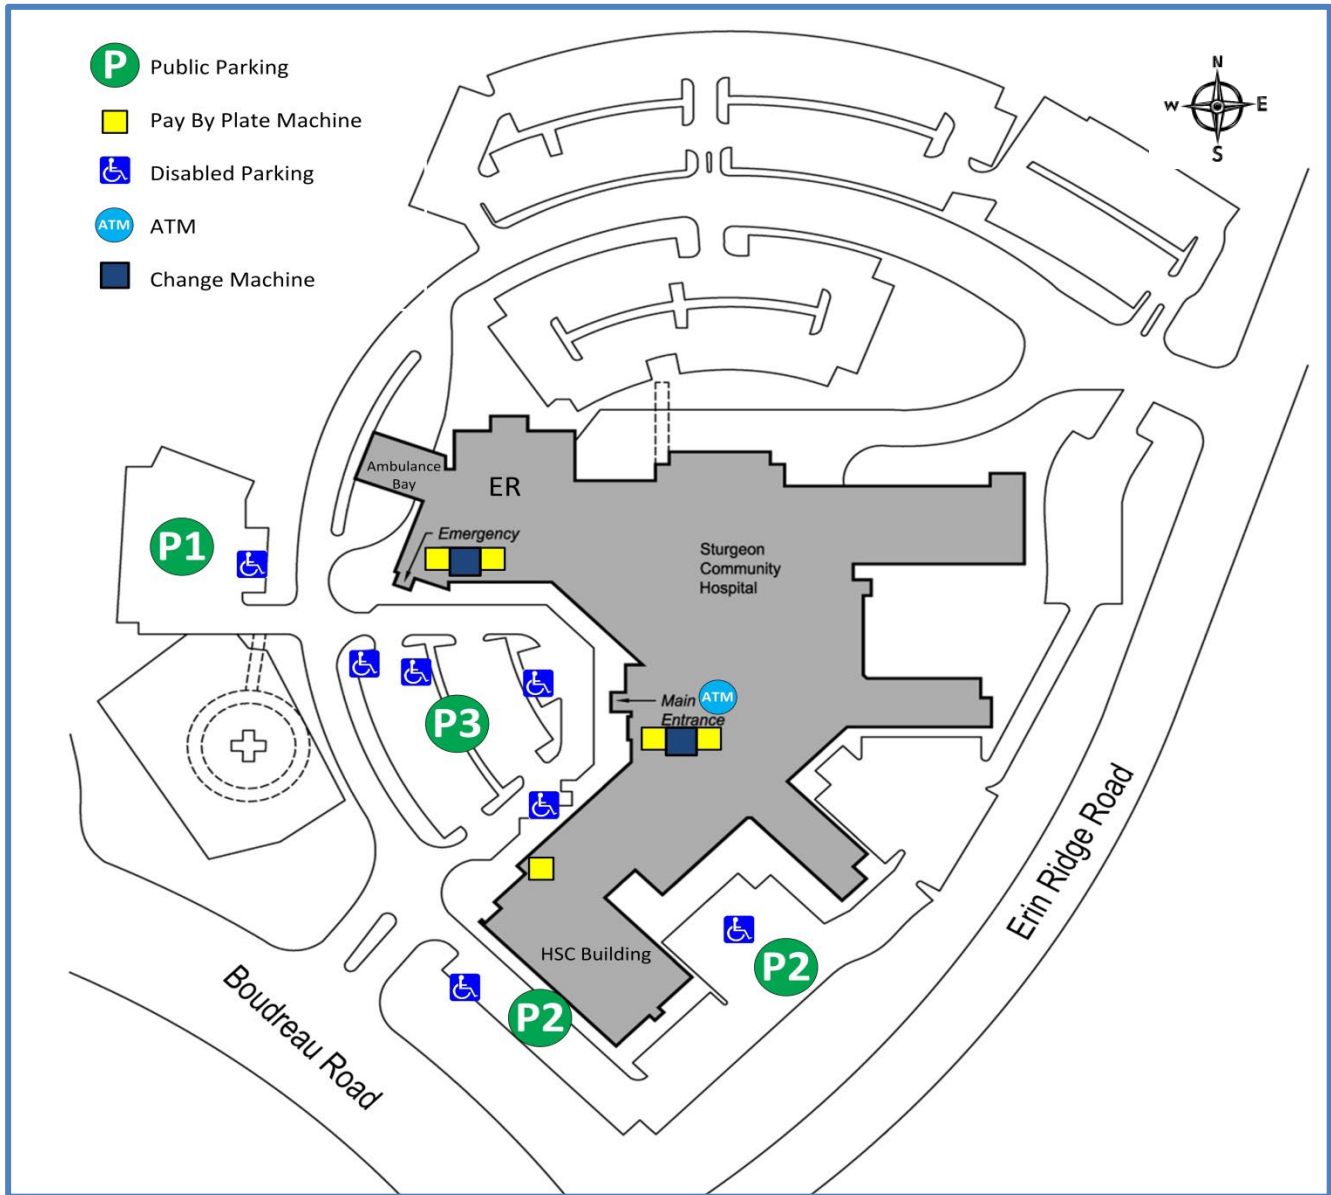 P Public Parking
Pay By Plate Machine
Disabled Parking
ATM ATM
Change Machine
N
W E
S
Ambulance
Bay
ER
Emergency
P1
Sturgeon
Community
Hospital
Main ATM
Entrance
P3
HSC Building
P2
P2
Boudreau Road
Erin Ridge Road